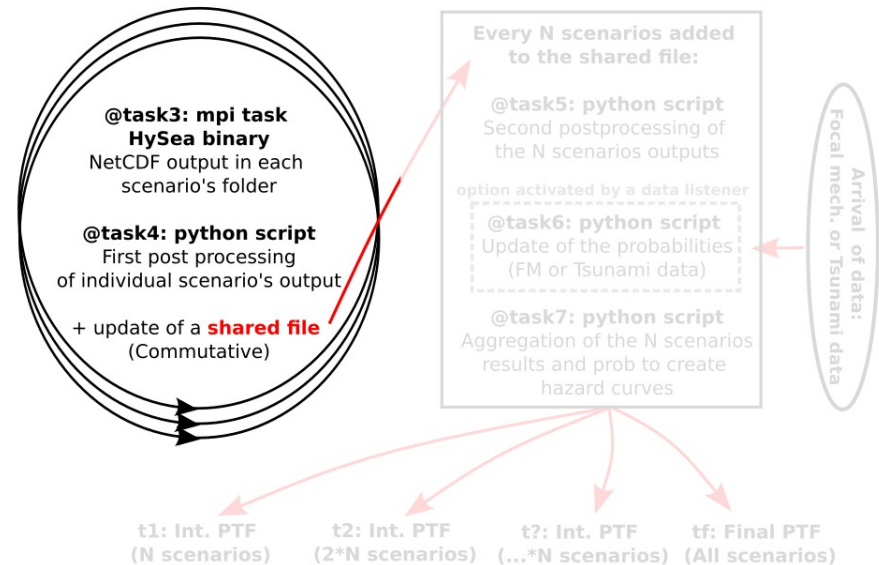 @task3: mpi task
HySea binary
NetCDF output in each
scenario's folder
@task4: python script
First post processing
of individual scenario's output
+ update of a shared file
(Commutative)
Every N scenarios added
to the shared file:
@task5: python script
Second postprocessing of
the N scenarios outputs
option activated by a data listener
@task6: python script
Update of the probabilities
(FM or Tsunami data)
@task7: python script
Aggregation of the N scenarios
results and prob to create
hazard curves
Arrival of data:
Focal mech. or Tsunami data
t1: Int. PTF
(N scenarios)
t2: Int. PTF
(2*N scenarios)
t?: Int. PTF
(...*N scenarios)
tf: Final PTF
(All scenarios)